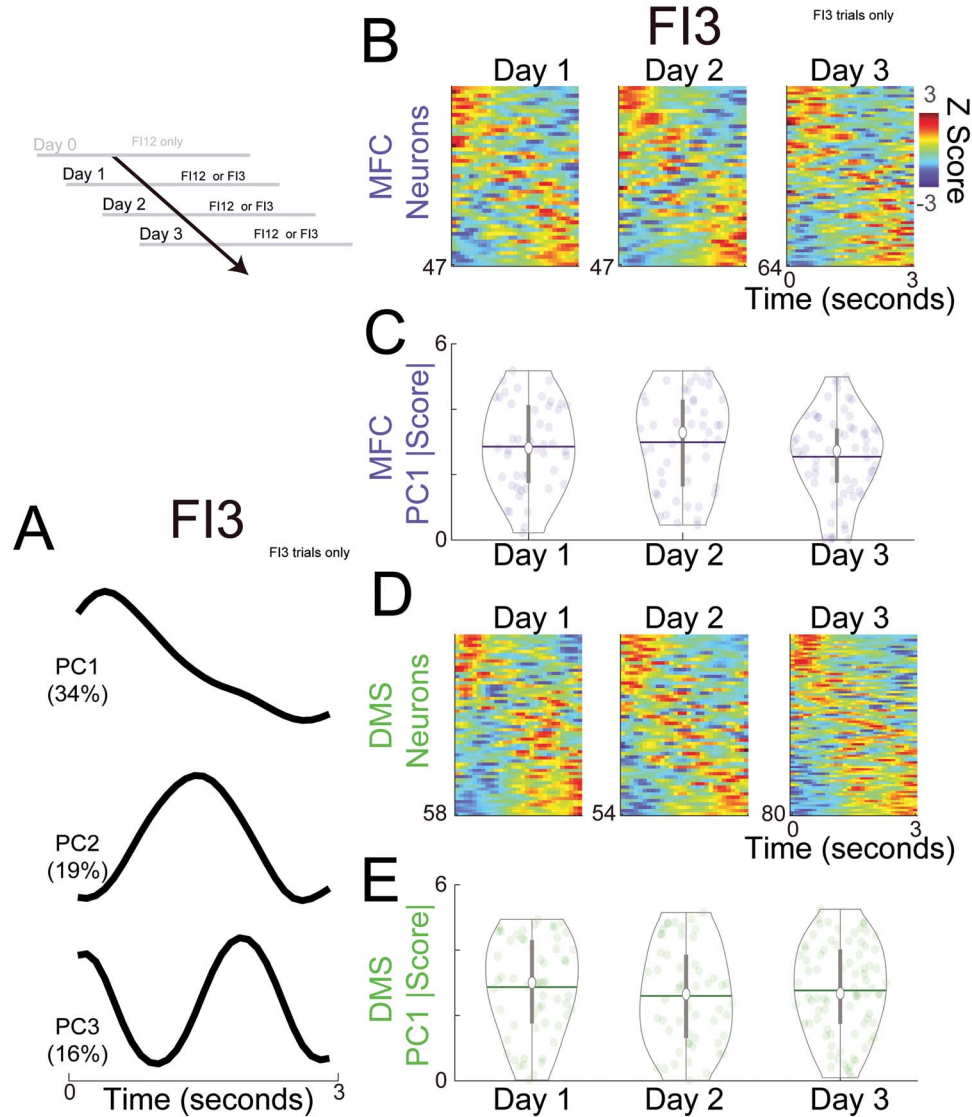 Day 0
FI12 only
Day 1
FI12 or FI3
Day 2
FI12 or FI3
Day 3
FI12 or FI3
A
FI3
FI3 trials only
PC1
(34%)
PC2
(19%)
PC3
(16%)
0
3
Time (seconds)
B
FI3
FI3 trials only
Day 1
Day 2
Day 3
MFC
Neurons
47
47
64
0
3
Time (seconds)
3
-3
Z Score
C
MFC
PC1 |Score|
6
0
Day 1
Day 2
Day 3
D
Day 1
Day 2
Day 3
DMS
Neurons
58
54
80
0
3
Time (seconds)
E
DMS
PC1 |Score|
6
0
Day 1
Day 2
Day 3